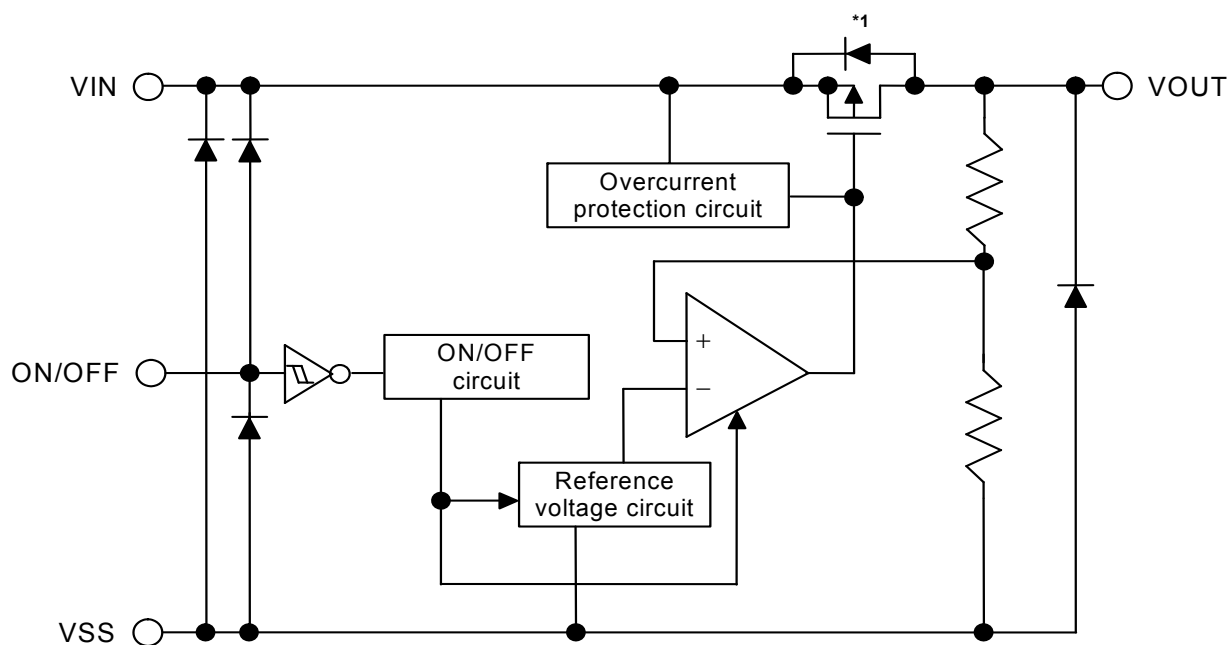 *1
VIN
VOUT
Overcurrent
protection circuit
+
−
ON/OFF
ON/OFF
circuit
Reference
voltage circuit
VSS